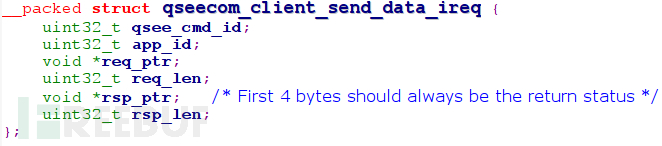 __packed struct qseecom_client_send_data_ireq {
uint32_t qsee_cmd_id;
uint32_t app_id;
void *req_ptr;
uint32_t req_len;
void *rsp_ptr; /* First 4 bytes should always be the return status */
uint32_t rsp_len;
};
REEBUF